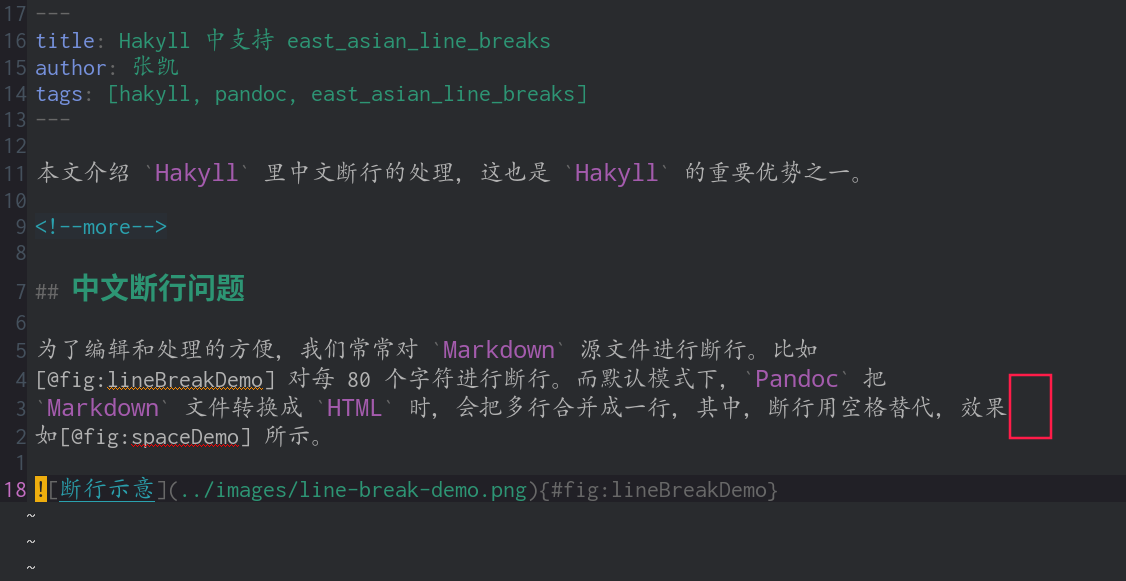 17 ---
16 title: Hakyll 中支持 east_asian_line_breaks
15 author: 张凯
14 tags: [hakyll, pandoc, east_asian_line_breaks]
13 ---
12
11 本文介绍 `Hakyll` 里中文断行的处理, 这也是 `Hakyll` 的重要优势之一。
10
9 <!--more-->
8
7 ## 中文断行问题
6
5 为了编辑和处理的方便, 我们常常对 `Markdown` 源文件进行断行。比如
4 [@fig:lineBreakDemo] 对每 80 个字符进行断行。而默认模式下, `Pandoc` 把
3 `Markdown` 文件转换成 `HTML` 时, 会把多行合并成一行, 其中, 断行用空格替代, 效果
2 如[@fig:spaceDemo] 所示。
1
18 ![断行示意](../images/line-break-demo.png){#fig:lineBreakDemo}
~
~
~